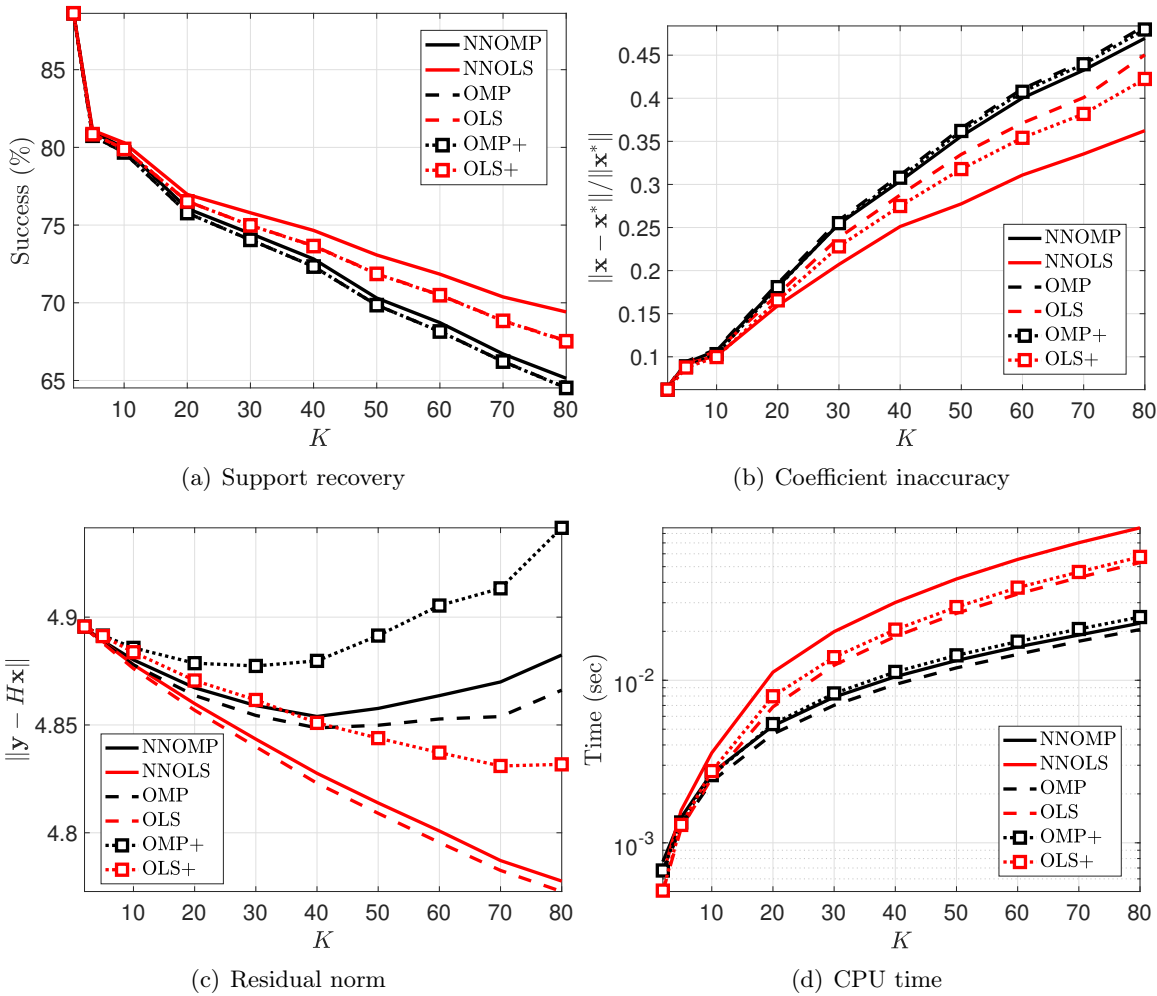 85
80
75
70
65
Success (%)
10 20 30 40 50 60 70 80
K
NNOMP
NNOLS
OMP
OLS
OMP+
OLS+
(a) Support recovery
0.45
0.4
0.35
0.3
0.25
0.2
0.15
0.1
||x − x*||/||x*||
10 20 30 40 50 60 70 80
K
NNOMP
NNOLS
OMP
OLS
OMP+
OLS+
(b) Coefficient inaccuracy
4.9
4.85
4.8
||y − Hx||
10 20 30 40 50 60 70 80
K
NNOMP
NNOLS
OMP
OLS
OMP+
OLS+
(c) Residual norm
10⁻²
10⁻³
Time (sec)
10 20 30 40 50 60 70 80
K
NNOMP
NNOLS
OMP
OLS
OMP+
OLS+
(d) CPU time